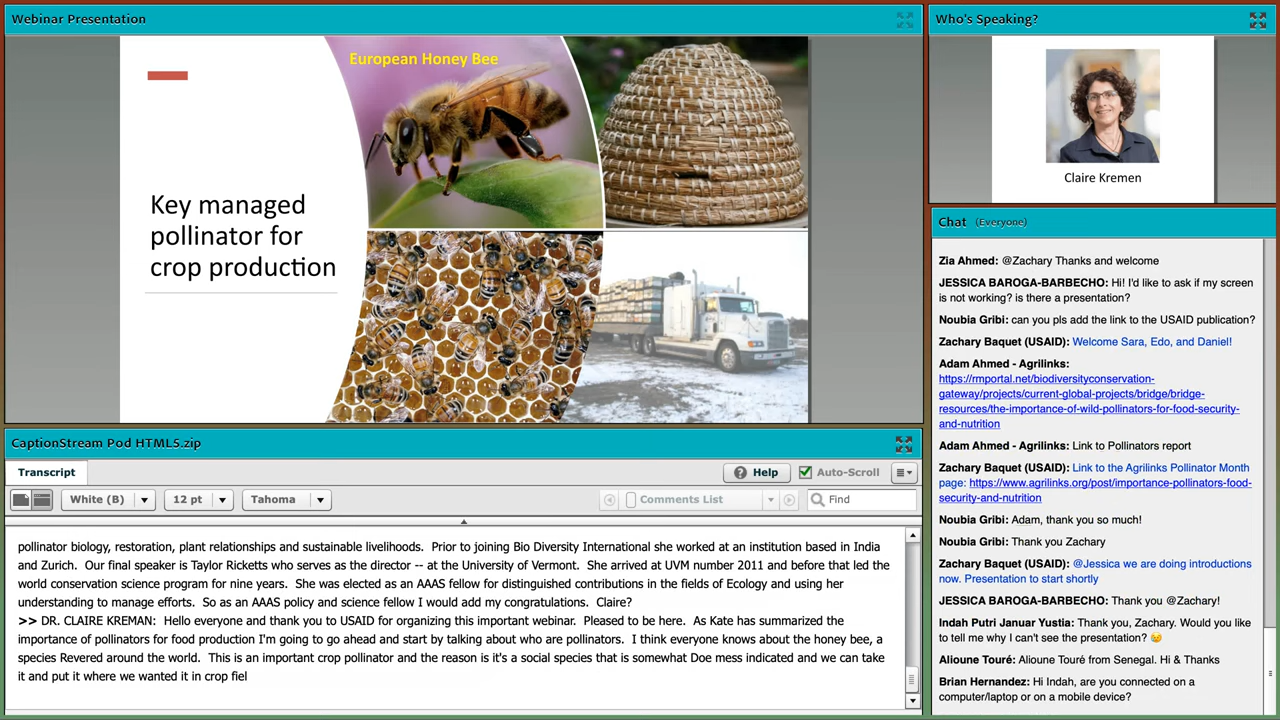 Webinar Presentation
European Honey Bee
Key managed
pollinator for
crop production
Who's Speaking?
Claire Kremen
CaptionStream Pod HTML5.zip
Transcript
Help
Auto-Scroll
White (B)
12 pt
Tahoma
Comments List
Find
pollinator biology, restoration, plant relationships and sustainable livelihoods.  Prior to joining Bio Diversity International she worked at an institution based in India
and Zurich.  Our final speaker is Taylor Ricketts who serves as the director -- at the University of Vermont.  She arrived at UVM number 2011 and before that led the
world conservation science program for nine years.  She was elected as an AAAS fellow for distinguished contributions in the fields of Ecology and using her
understanding to manage efforts.  So as an AAAS policy and science fellow I would add my congratulations.  Claire?
>> DR. CLAIRE KREMAN:  Hello everyone and thank you to USAID for organizing this important webinar.  Pleased to be here.  As Kate has summarized the
importance of pollinators for food production I'm going to go ahead and start by talking about who are pollinators.  I think everyone knows about the honey bee, a
species Revered around the world.  This is an important crop pollinator and the reason is it's a social species that is somewhat Doe mess indicated and we can take
it and put it where we wanted it in crop fiel
Chat (Everyone)
Zia Ahmed: @Zachary Thanks and welcome
JESSICA BAROGA-BARBECHO: Hi! I'd like to ask if my screen
is not working? is there a presentation?
Noubia Gribi: can you pls add the link to the USAID publication?
Zachary Baquet (USAID): Welcome Sara, Edo, and Daniel!
Adam Ahmed - Agrilinks:
https://rmportal.net/biodiversityconservation-
gateway/projects/current-global-projects/bridge/bridge-
resources/the-importance-of-wild-pollinators-for-food-security-
and-nutrition
Adam Ahmed - Agrilinks: Link to Pollinators report
Zachary Baquet (USAID): Link to the Agrilinks Pollinator Month
page: https://www.agrilinks.org/post/importance-pollinators-food-
security-and-nutrition
Noubia Gribi: Adam, thank you so much!
Noubia Gribi: Thank you Zachary
Zachary Baquet (USAID): @Jessica we are doing introductions
now. Presentation to start shortly
JESSICA BAROGA-BARBECHO: Thank you @Zachary!
Indah Putri Januar Yustia: Thank you, Zachary. Would you like
to tell me why I can't see the presentation? 😥
Alioune Touré: Alioune Touré from Senegal. Hi & Thanks
Brian Hernandez: Hi Indah, are you connected on a
computer/laptop or on a mobile device?